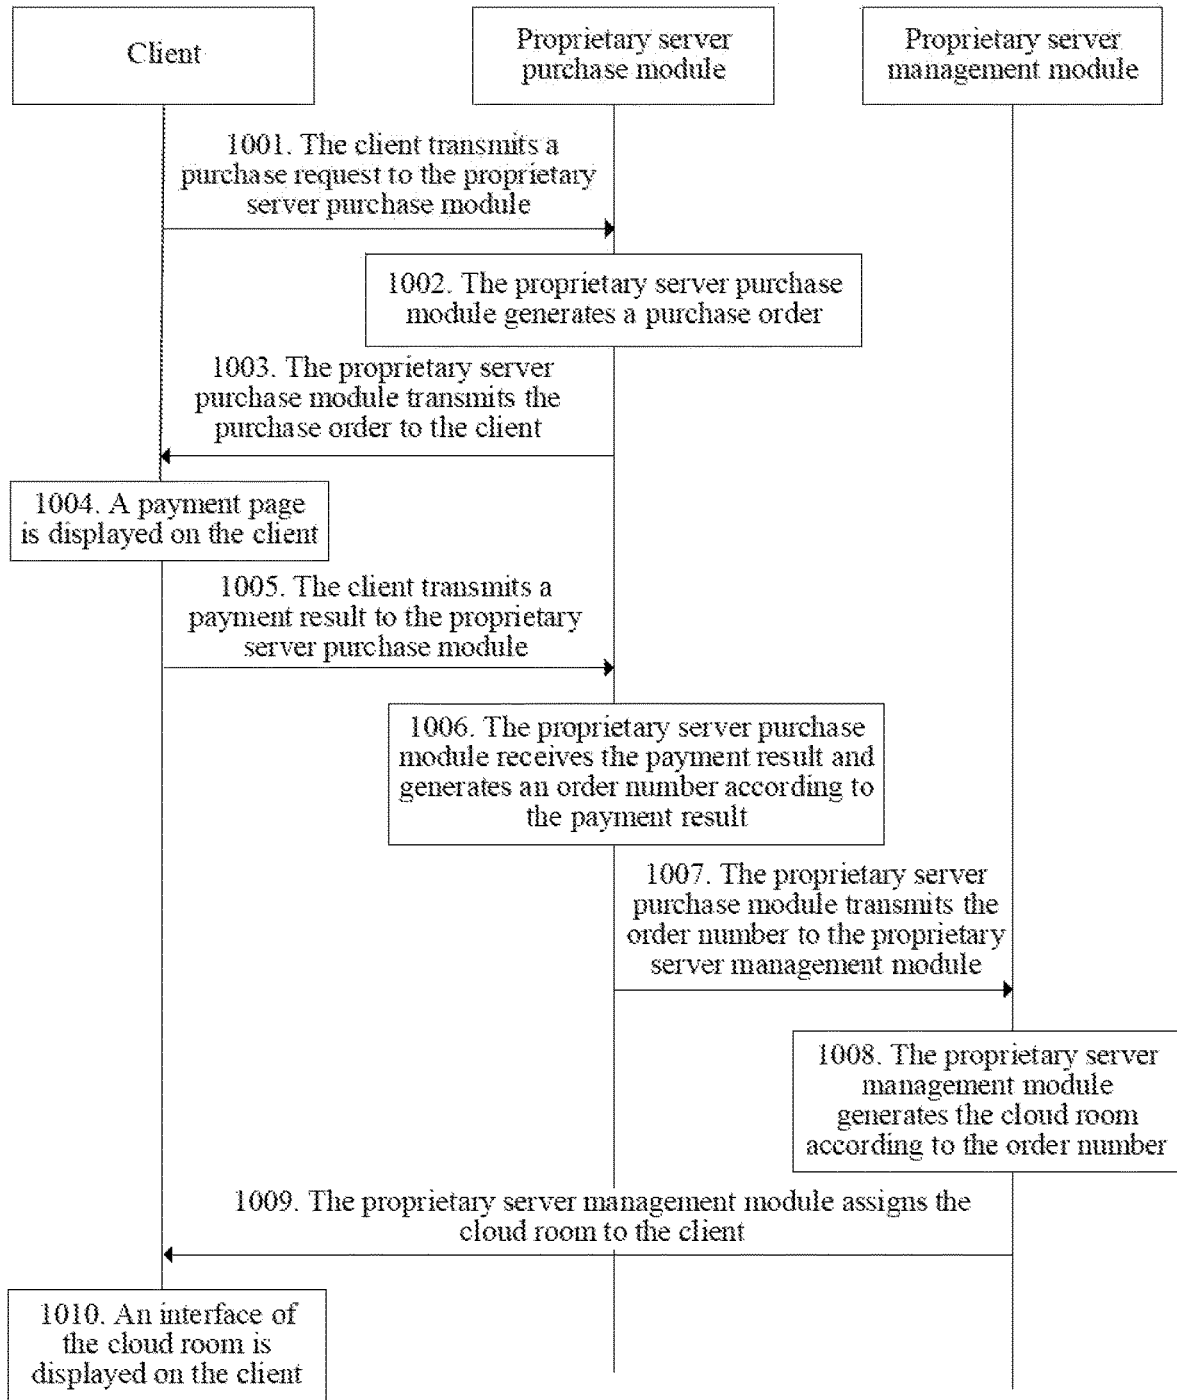 Client
Proprietary server
purchase module
Proprietary server
management module
1001. The client transmits a
purchase request to the proprietary
server purchase module
1002. The proprietary server purchase
module generates a purchase order
1003. The proprietary server
purchase module transmits the
purchase order to the client
1004. A payment page
is displayed on the client
1005. The client transmits a
payment result to the proprietary
server purchase module
1006. The proprietary server purchase
module receives the payment result and
generates an order number according to
the payment result
1007. The proprietary server
purchase module transmits the
order number to the proprietary
server management module
1008. The proprietary server
management module
generates the cloud room
according to the order number
1009. The proprietary server management module assigns the
cloud room to the client
1010. An interface of
the cloud room is
displayed on the client